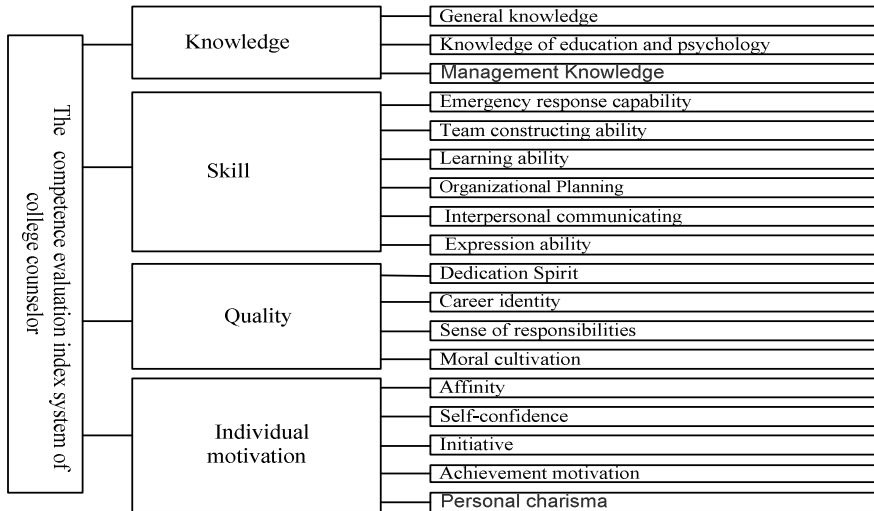 The competence evaluation index system of
college counselor
Knowledge
General knowledge
Knowledge of education and psychology
Management Knowledge
Skill
Emergency response capability
Team constructing ability
Learning ability
Organizational Planning
Interpersonal communicating
Expression ability
Quality
Dedication Spirit
Career identity
Sense of responsibilities
Moral cultivation
Individual
motivation
Affinity
Self-confidence
Initiative
Achievement motivation
Personal charisma